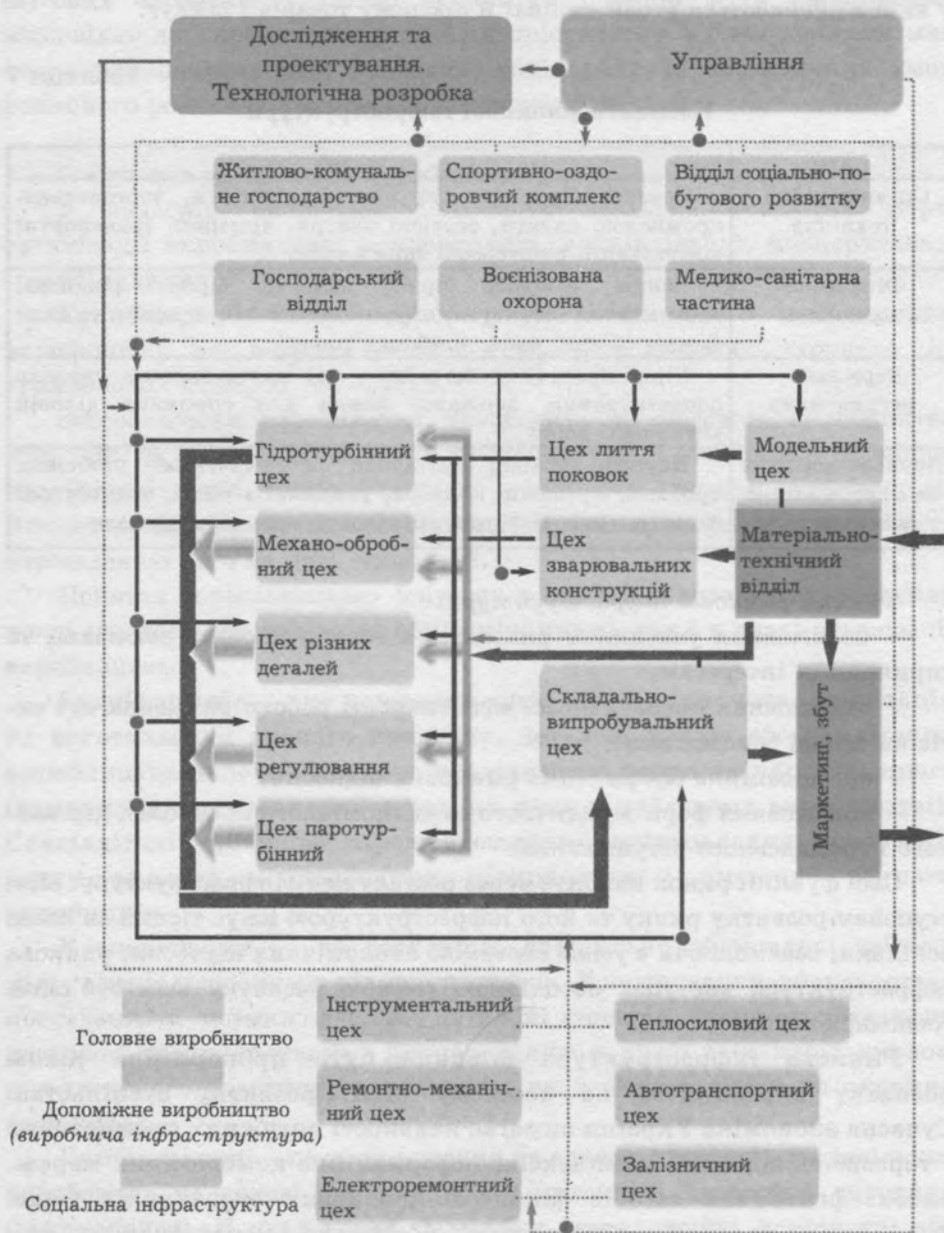 Дослідження та
проектування.
Технологічна розробка
Управління
Житлово-комуналь-
не господарство
Спортивно-оздо-
ровчий комплекс
Відділ соціально-по-
бутового розвитку
Господарський
відділ
Воєнізована
охорона
Медико-санітарна
частина
Гідротурбінний
цех
Цех лиття
поковок
Модельний
цех
Механо-оброб-
ний цех
Цех
зварювальних
конструкцій
Матеріально-
технічний
відділ
Цех різних
деталей
Складально-
випробувальний
цех
Цех
регулювання
Маркетинг, збут
Цех паротур-
бінний
Інструментальний
цех
Теплосиловий цех
Головне виробництво
Ремонтно-механіч-
ний цех
Автотранспортний
цех
Допоміжне виробництво
(виробнича інфраструктура)
Електроремонтний
цех
Залізничний
цех
Соціальна інфраструктура